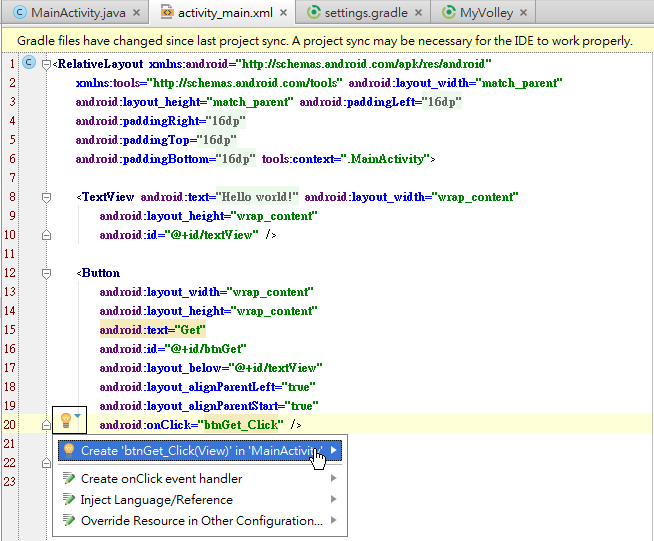 MainActivity.java × activity_main.xml × settings.gradle × MyVolley ×
Gradle files have changed since last project sync. A project sync may be necessary for the IDE to work properly.
1 C <RelativeLayout xmlns:android="http://schemas.android.com/apk/res/android"
2 xmlns:tools="http://schemas.android.com/tools" android:layout_width="match_parent"
3 android:layout_height="match_parent" android:paddingLeft="16dp"
4 android:paddingRight="16dp"
5 android:paddingTop="16dp"
6 android:paddingBottom="16dp" tools:context=".MainActivity">
7
8 <TextView android:text="Hello world!" android:layout_width="wrap_content"
9 android:layout_height="wrap_content"
10 android:id="@+id/textView" />
11
12 <Button
13 android:layout_width="wrap_content"
14 android:layout_height="wrap_content"
15 android:text="Get"
16 android:id="@+id/btnGet"
17 android:layout_below="@+id/textView"
18 android:layout_alignParentLeft="true"
19 android:layout_alignParentStart="true"
20 android:onClick="btnGet_Click" />
21 Create 'btnGet_Click(View)' in 'MainActivity'
22 Create onClick event handler
23 Inject Language/Reference
Override Resource in Other Configuration...